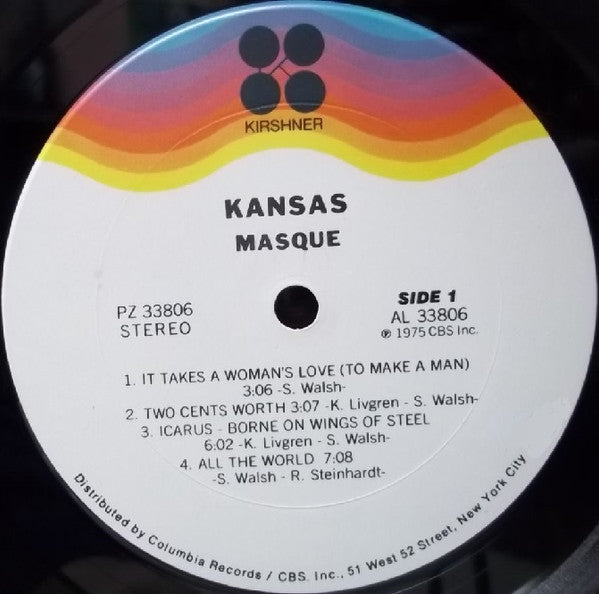 KIRSHNER
KANSAS
MASQUE
PZ 33806
STEREO
SIDE 1
AL 33806
℗ 1975 CBS Inc.
1. IT TAKES A WOMAN'S LOVE (TO MAKE A MAN)
3:06 -S. Walsh-
2. TWO CENTS WORTH 3:07 -K. Livgren - S. Walsh-
3. ICARUS - BORNE ON WINGS OF STEEL
6:02 -K. Livgren - S. Walsh-
4. ALL THE WORLD 7:08
-S. Walsh - R. Steinhardt-
Distributed by Columbia Records / CBS. Inc., 51 West 52 Street, New York City